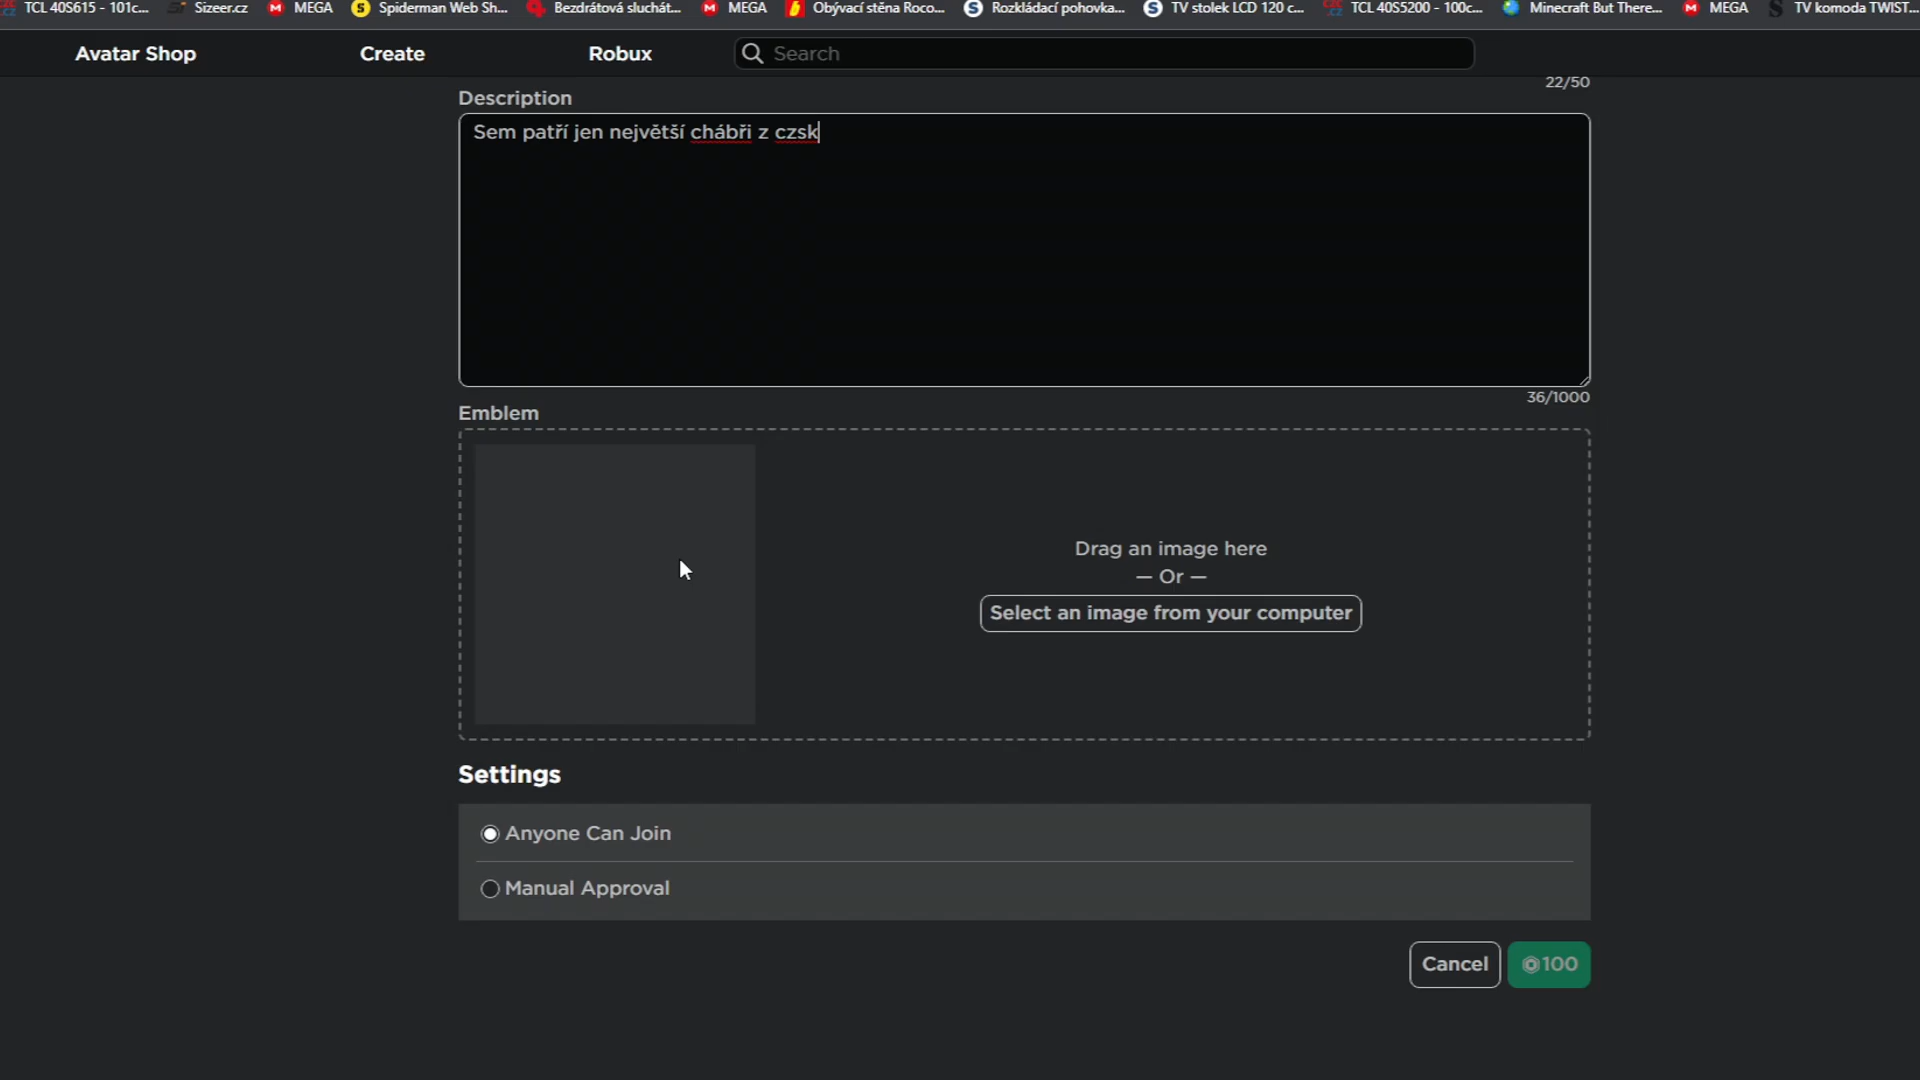 TCL 40S615 - 101c... Sizeer.cz MEGA Spiderman Web Sh... Bezdrátová sluchát... MEGA Obývací stěna Roco... Rozkládací pohovka... TV stolek LCD 120 c... TCL 40S5200 - 100c... Minecraft But There... MEGA TV komoda TWIST...
Avatar Shop Create Robux Search
22/50
Description
Sem patří jen největší chábři z czsk
36/1000
Emblem
Drag an image here
— Or —
Select an image from your computer
Settings
Anyone Can Join
Manual Approval
Cancel 100